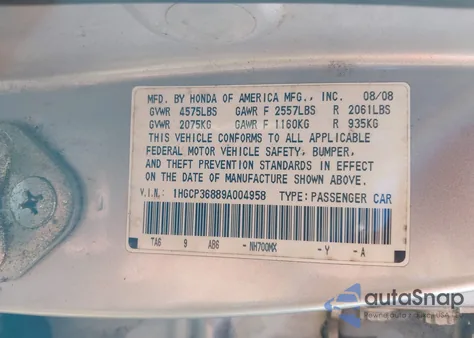 MFD. BY HONDA OF AMERICA MFG., INC. 08/08
GVWR 4575LBS GAWR F 2557LBS R 2061LBS
GVWR 2075KG GAWR F 1160KG R 935KG
THIS VEHICLE CONFORMS TO ALL APPLICABLE
FEDERAL MOTOR VEHICLE SAFETY, BUMPER,
AND THEFT PREVENTION STANDARDS IN EFFECT
ON THE DATE OF MANUFACTURE SHOWN ABOVE.
V.I.N.: 1HGCP36889A004958 TYPE: PASSENGER CAR
TA6 9 AB6 -NH700MX -Y -A
autoSnap